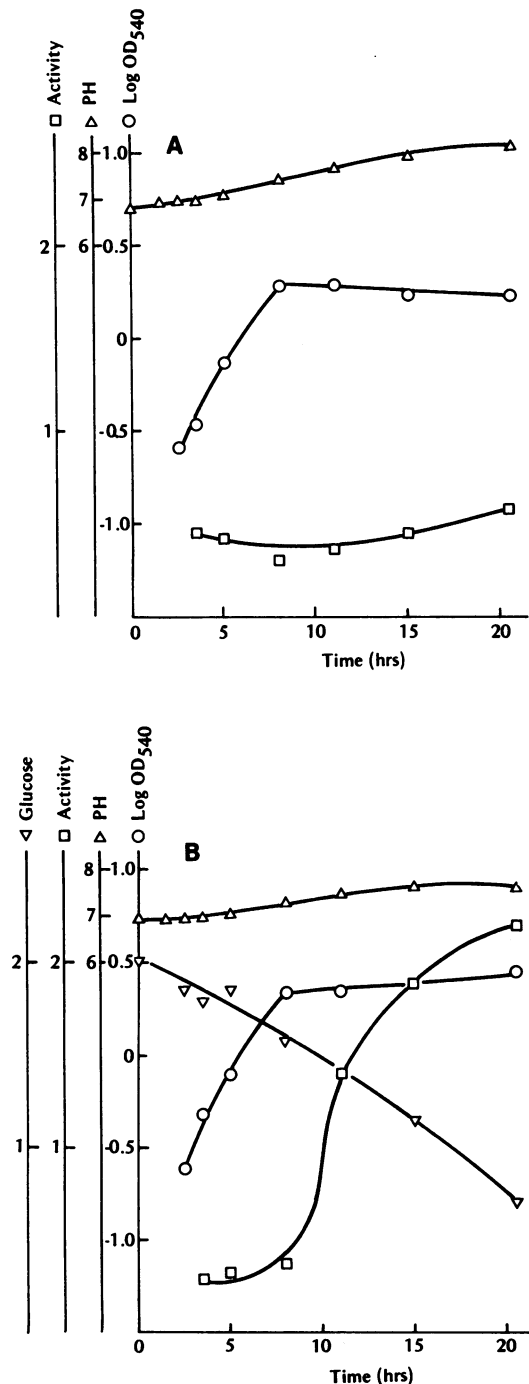 □ Activity
△ PH
○ Log OD540
A
8 1.0
7
2 6 0.5
0
1 -0.5
-1.0
0 5 10 15 20
Time (hrs)
▽ Glucose
□ Activity
△ PH
○ Log OD540
B
8 1.0
7
2 2 6 0.5
0
1 1 -0.5
-1.0
0 5 10 15 20
Time (hrs)